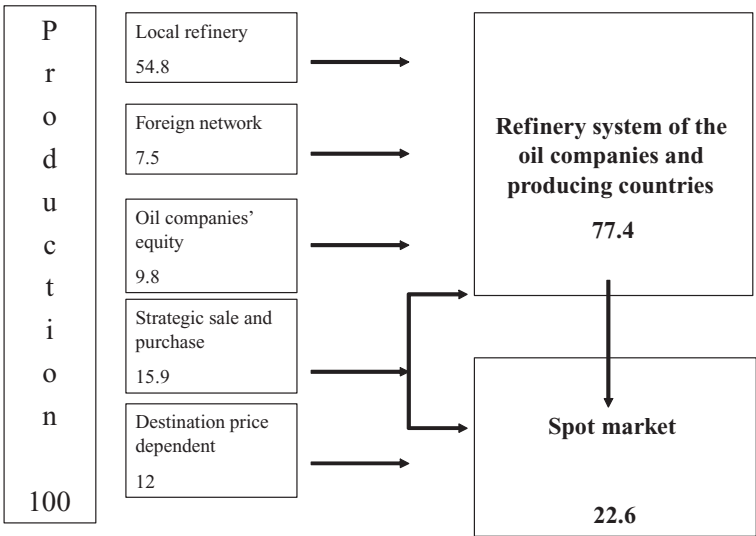 Production
100
Local refinery
54.8
Foreign network
7.5
Oil companies’
equity
9.8
Strategic sale and
purchase
15.9
Destination price
dependent
12
Refinery system of the
oil companies and
producing countries
77.4
Spot market
22.6